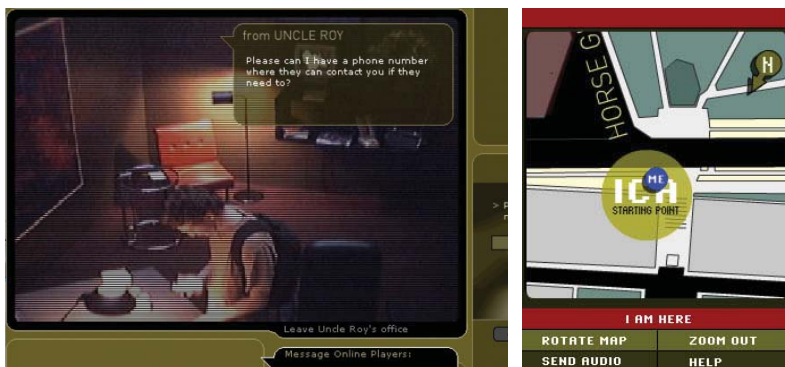 from UNCLE ROY
Please can I have a phone number
where they can contact you if they
need to?
Leave Uncle Roy's office
Message Online Players:
HORSE G
N
ME
ICA
STARTING POINT
I AM HERE
ROTATE MAP
ZOOM OUT
SEND AUDIO
HELP